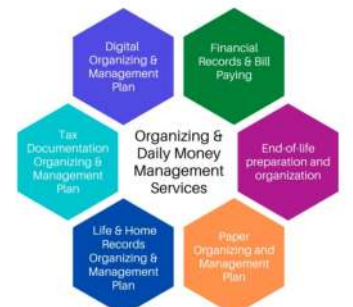 Digital
Organizing &
Management
Plan
Financial
Records & Bill
Paying
Tax
Documentation
Organizing &
Management
Plan
Organizing &
Daily Money
Management
Services
End-of-life
preparation and
organization
Life & Home
Records
Organizing &
Management
Plan
Paper
Organizing and
Management
Plan